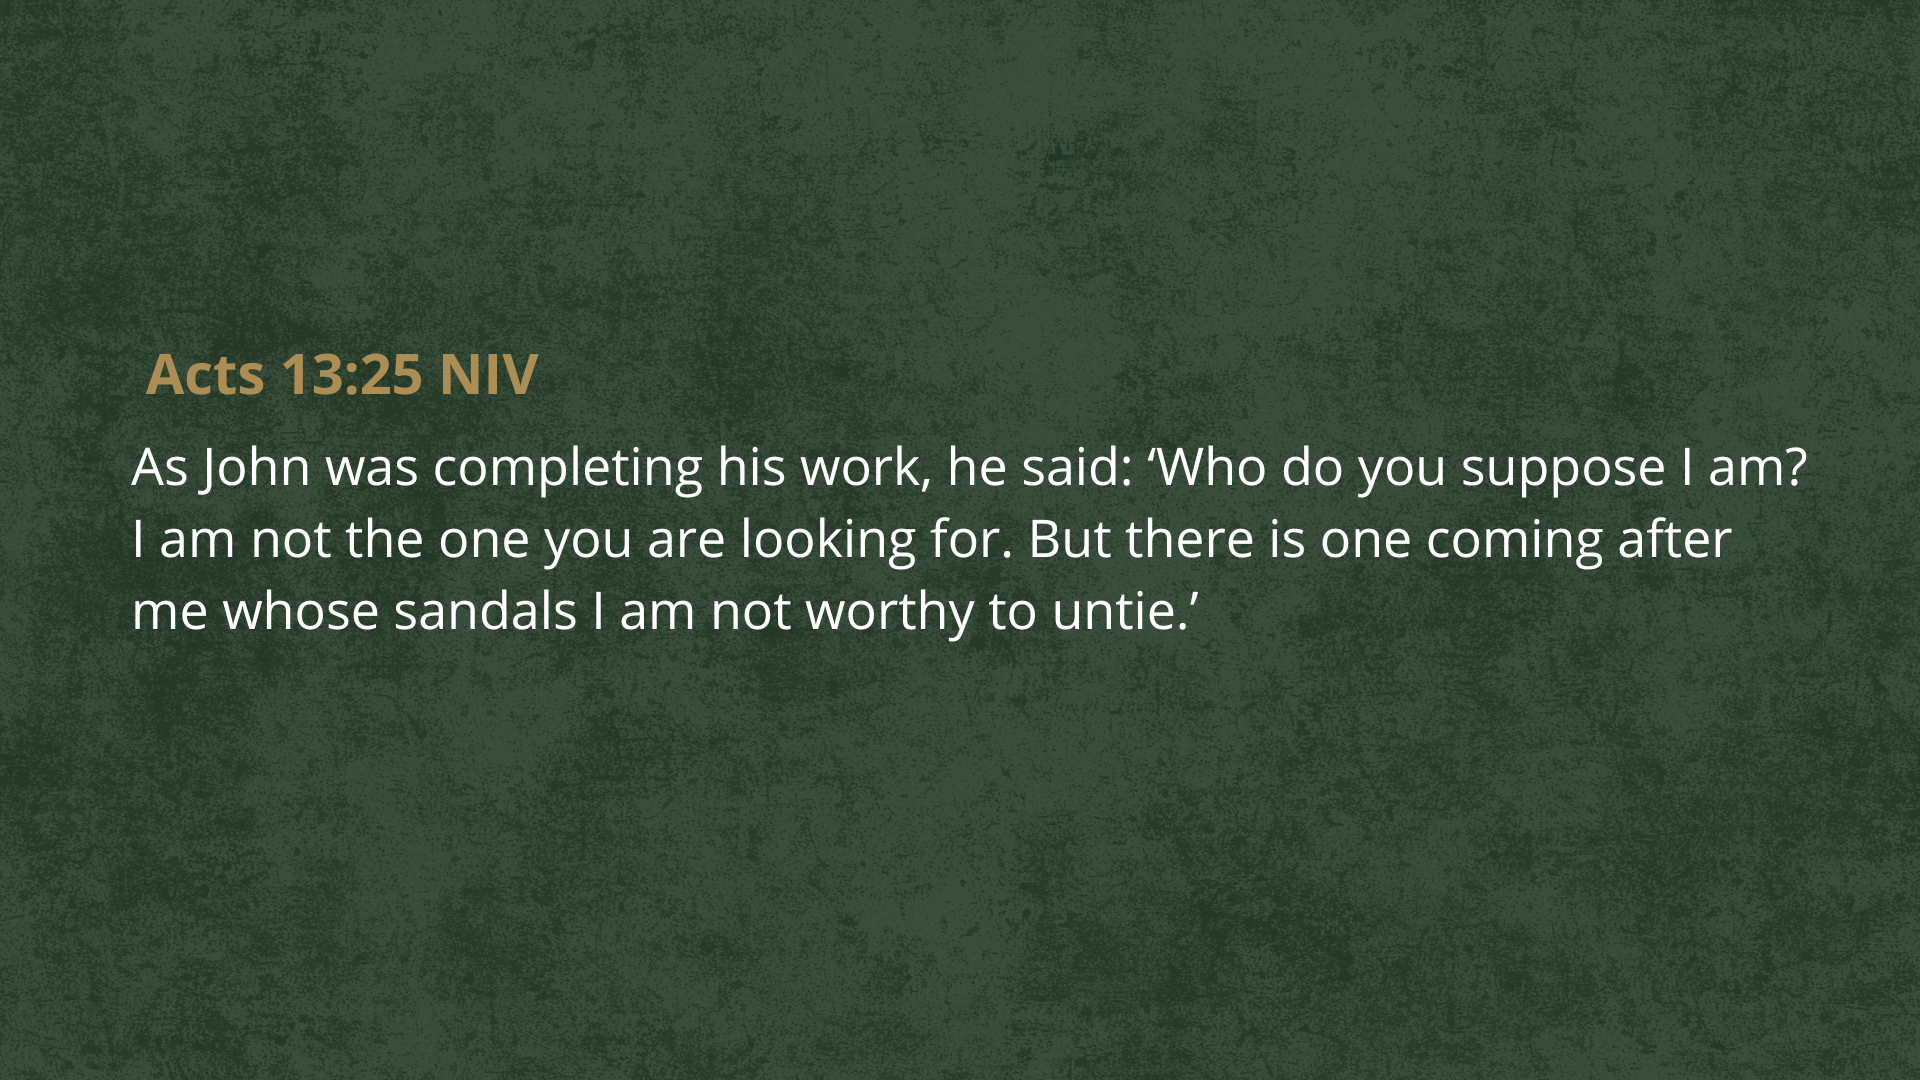 Acts 13:25 NIV
As John was completing his work, he said: ‘Who do you suppose I am?
I am not the one you are looking for. But there is one coming after
me whose sandals I am not worthy to untie.’